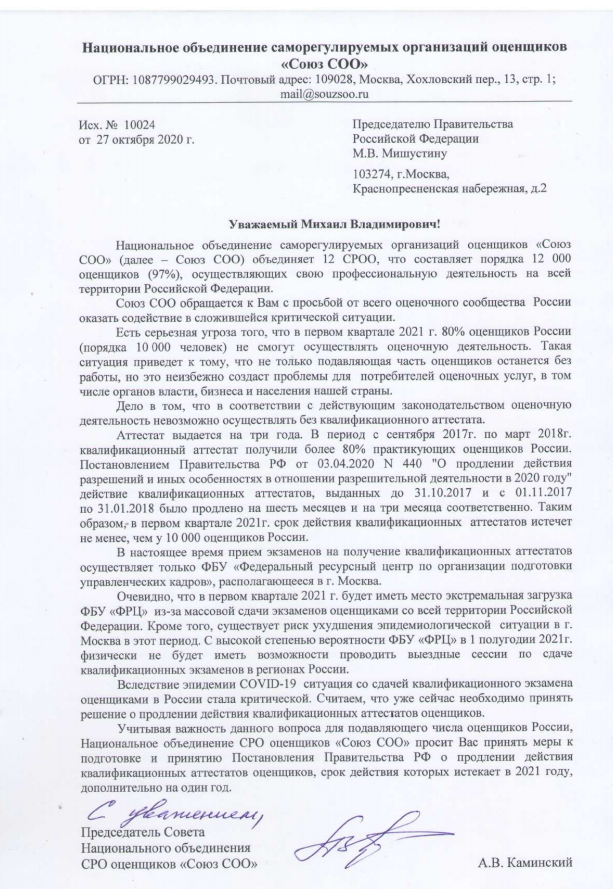 Национальное объединение саморегулируемых организаций оценщиков
«Союз СОО»
ОГРН: 1087799029493. Почтовый адрес: 109028, Москва, Хохловский пер., 13, стр. 1;
mail@souzsoo.ru
Исх. № 10024
от 27 октября 2020 г.
Председателю Правительства
Российской Федерации
М.В. Мишустину
103274, г.Москва,
Краснопресненская набережная, д.2
Уважаемый Михаил Владимирович!
Национальное объединение саморегулируемых организаций оценщиков «Союз
СОО» (далее – Союз СОО) объединяет 12 СРОО, что составляет порядка 12 000
оценщиков (97%), осуществляющих свою профессиональную деятельность на всей
территории Российской Федерации.
Союз СОО обращается к Вам с просьбой от всего оценочного сообщества России
оказать содействие в сложившейся критической ситуации.
Есть серьезная угроза того, что в первом квартале 2021 г. 80% оценщиков России
(порядка 10 000 человек) не смогут осуществлять оценочную деятельность. Такая
ситуация приведет к тому, что не только подавляющая часть оценщиков останется без
работы, но это неизбежно создаст проблемы для потребителей оценочных услуг, в том
числе органов власти, бизнеса и населения нашей страны.
Дело в том, что в соответствии с действующим законодательством оценочную
деятельность невозможно осуществлять без квалификационного аттестата.
Аттестат выдается на три года. В период с сентября 2017г. по март 2018г.
квалификационный аттестат получили более 80% практикующих оценщиков России.
Постановлением Правительства РФ от 03.04.2020 N 440 "О продлении действия
разрешений и иных особенностях в отношении разрешительной деятельности в 2020 году"
действие квалификационных аттестатов, выданных до 31.10.2017 и с 01.11.2017
по 31.01.2018 было продлено на шесть месяцев и на три месяца соответственно. Таким
образом, в первом квартале 2021г. срок действия квалификационных аттестатов истечет
не менее, чем у 10 000 оценщиков России.
В настоящее время прием экзаменов на получение квалификационных аттестатов
осуществляет только ФБУ «Федеральный ресурсный центр по организации подготовки
управленческих кадров», располагающееся в г. Москва.
Очевидно, что в первом квартале 2021 г. будет иметь место экстремальная загрузка
ФБУ «ФРЦ» из-за массовой сдачи экзаменов оценщиками со всей территории Российской
Федерации. Кроме того, существует риск ухудшения эпидемиологической ситуации в г.
Москва в этот период. С высокой степенью вероятности ФБУ «ФРЦ» в 1 полугодии 2021г.
физически не будет иметь возможности проводить выездные сессии по сдаче
квалификационных экзаменов в регионах России.
Вследствие эпидемии COVID-19 ситуация со сдачей квалификационного экзамена
оценщиками в России стала критической. Считаем, что уже сейчас необходимо принять
решение о продлении действия квалификационных аттестатов оценщиков.
Учитывая важность данного вопроса для подавляющего числа оценщиков России,
Национальное объединение СРО оценщиков «Союз СОО» просит Вас принять меры к
подготовке и принятию Постановления Правительства РФ о продлении действия
квалификационных аттестатов оценщиков, срок действия которых истекает в 2021 году,
дополнительно на один год.
С уважением,
Председатель Совета
Национального объединения
СРО оценщиков «Союз СОО»
А.В. Каминский